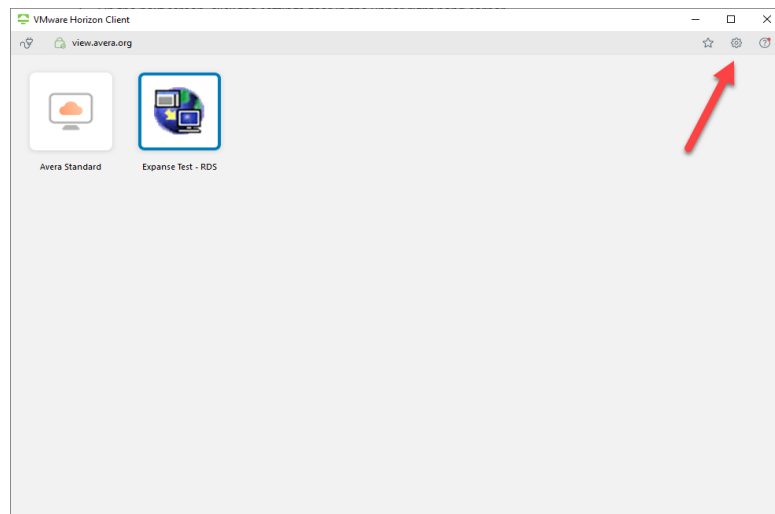 VMware Horizon Client
view.avera.org
Avera Standard
Expanse Test - RDS